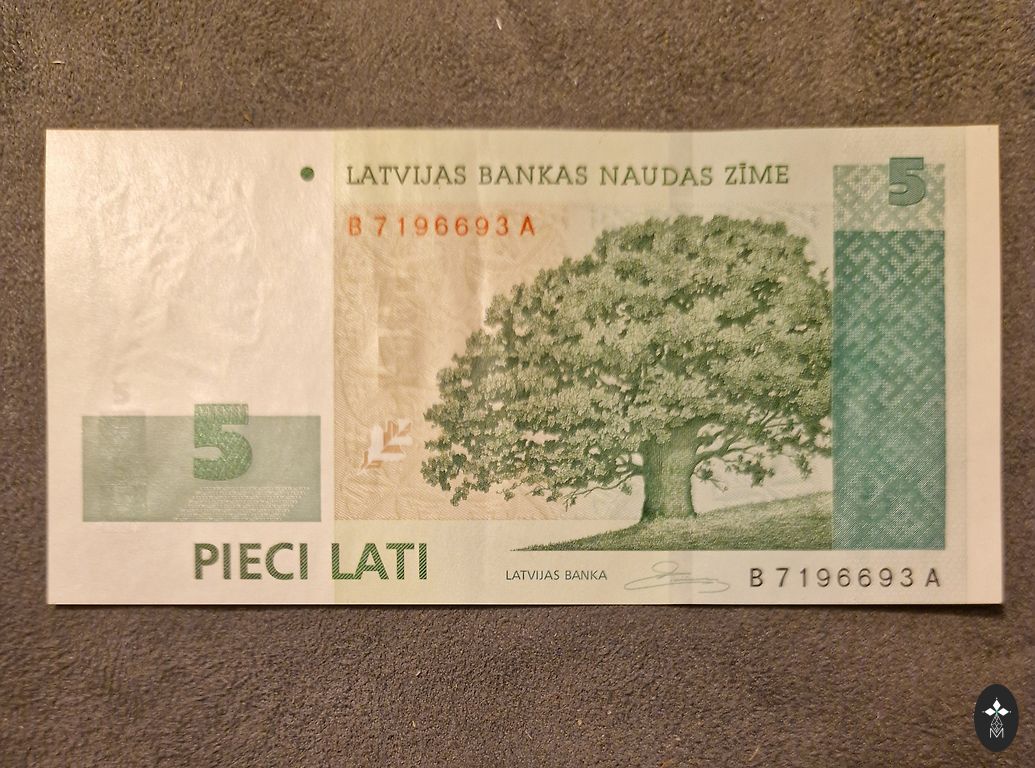 LATVIJAS BANKAS NAUDAS ZĪME
5
B 7196693 A
5
PIECI LATI
LATVIJAS BANKA
B 7196693 A
M